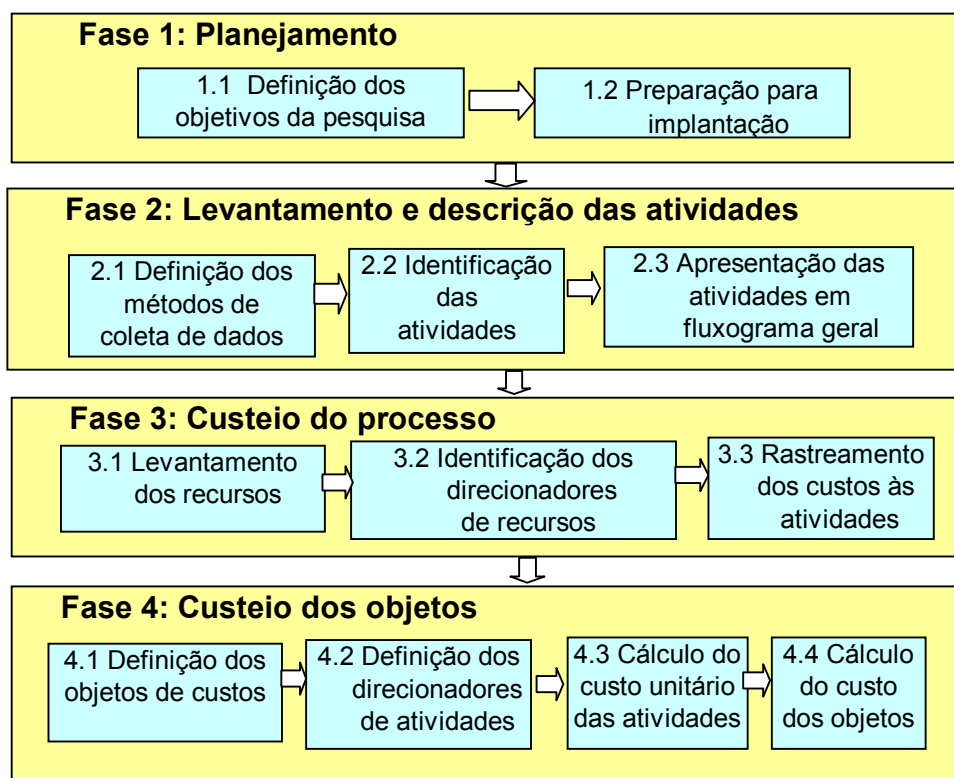 Fase 1: Planejamento
1.1 Definição dos
objetivos da pesquisa
1.2 Preparação para
implantação
Fase 2: Levantamento e descrição das atividades
2.1 Definição dos
métodos de
coleta de dados
2.2 Identificação
das
atividades
2.3 Apresentação das
atividades em
fluxograma geral
Fase 3: Custeio do processo
3.1 Levantamento
dos recursos
3.2 Identificação dos
direcionadores
de recursos
3.3 Rastreamento
dos custos às
atividades
Fase 4: Custeio dos objetos
4.1 Definição dos
objetos de custos
4.2 Definição dos
direcionadores
de atividades
4.3 Cálculo do
custo unitário
das atividades
4.4 Cálculo
do custo
dos objetos